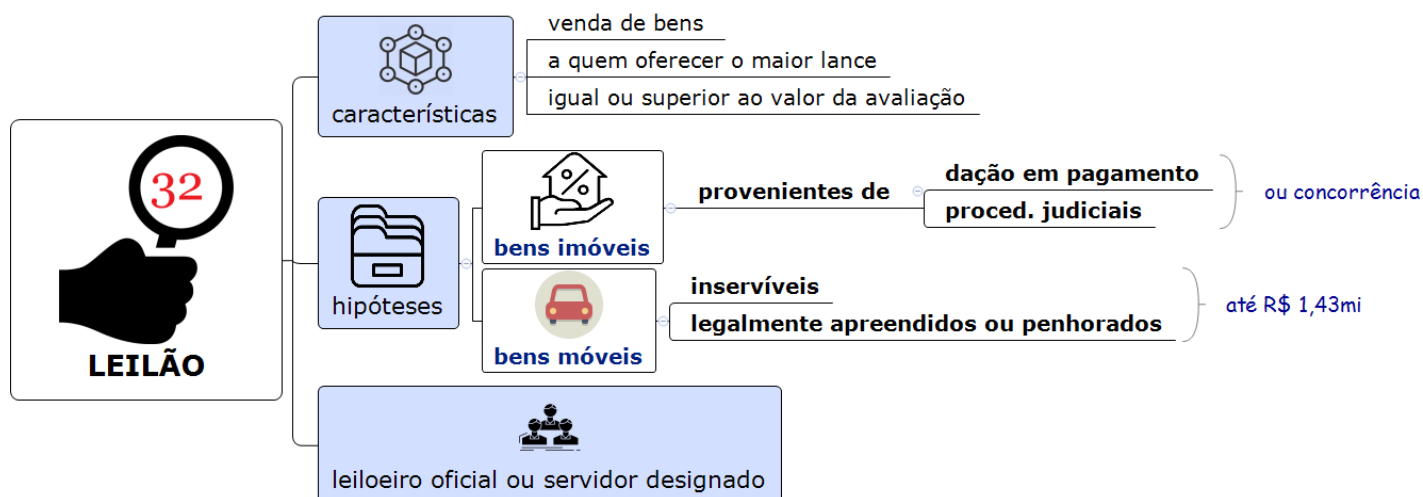 32
LEILÃO
características
venda de bens
a quem oferecer o maior lance
igual ou superior ao valor da avaliação
hipóteses
bens imóveis
provenientes de
dação em pagamento
proced. judiciais
ou concorrência
bens móveis
inservíveis
legalmente apreendidos ou penhorados
até R$ 1,43mi
leiloeiro oficial ou servidor designado